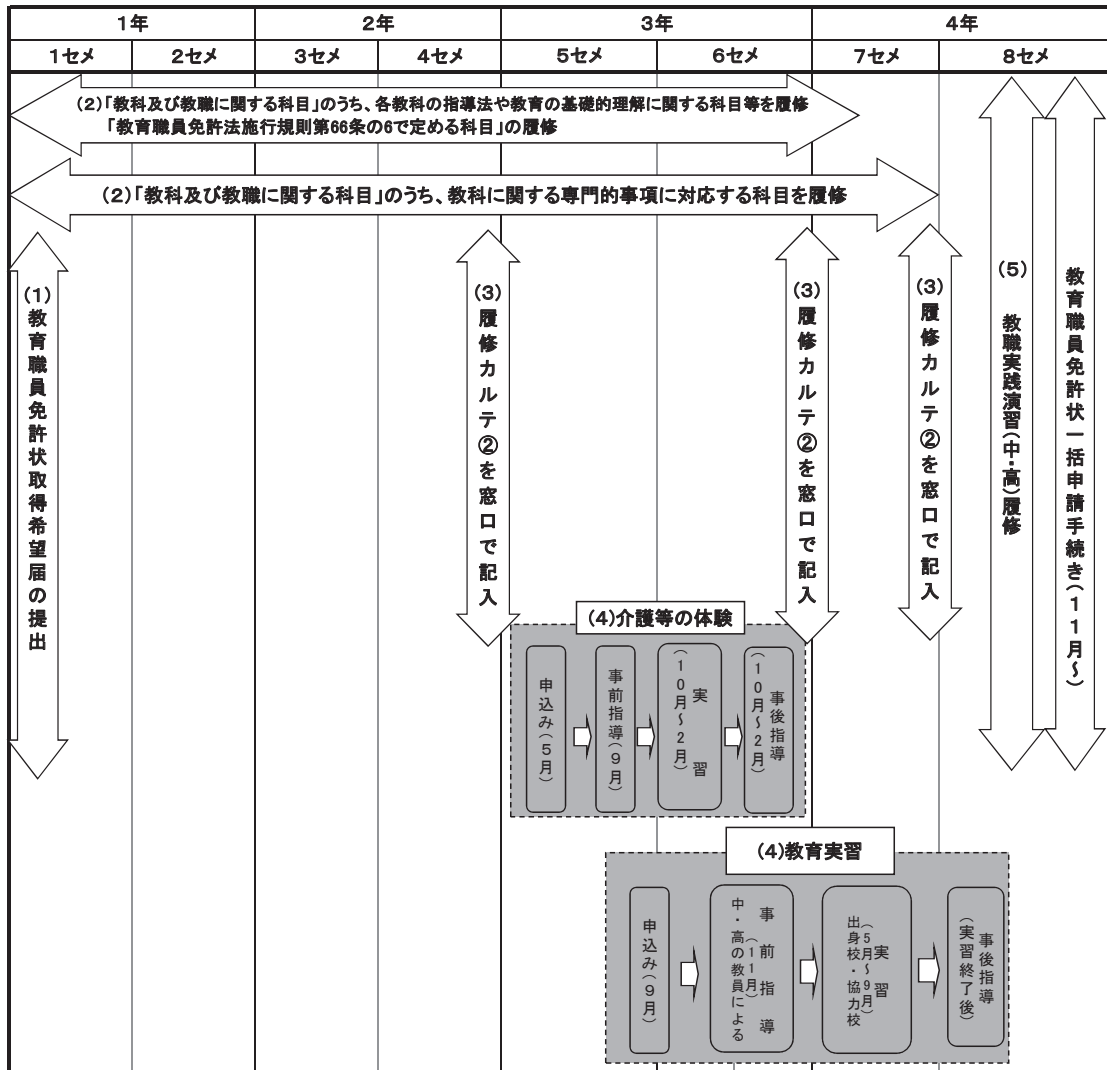 1年 2年 3年 4年
1セメ 2セメ 3セメ 4セメ 5セメ 6セメ 7セメ 8セメ
(2)「教科及び教職に関する科目」のうち、各教科の指導法や教育の基礎的理解に関する科目等を履修
「教育職員免許法施行規則第66条の6で定める科目」の履修
(2)「教科及び教職に関する科目」のうち、教科に関する専門的事項に対応する科目を履修
(1)教育職員免許状取得希望届の提出
(3)履修カルテ②を窓口で記入
(3)履修カルテ②を窓口で記入
(3)履修カルテ②を窓口で記入
(5) 教職実践演習(中・高)履修
教育職員免許状一括申請手続き(11月~)
(4)介護等の体験
申込み(5月)
事前指導(9月)
実習
(10月~2月)
事後指導
(10月~2月)
(4)教育実習
申込み(9月)
事前指導
(11月)
中・高の教員による
実習
(5月~9月)
出身校・協力校
事後指導
(実習終了後)